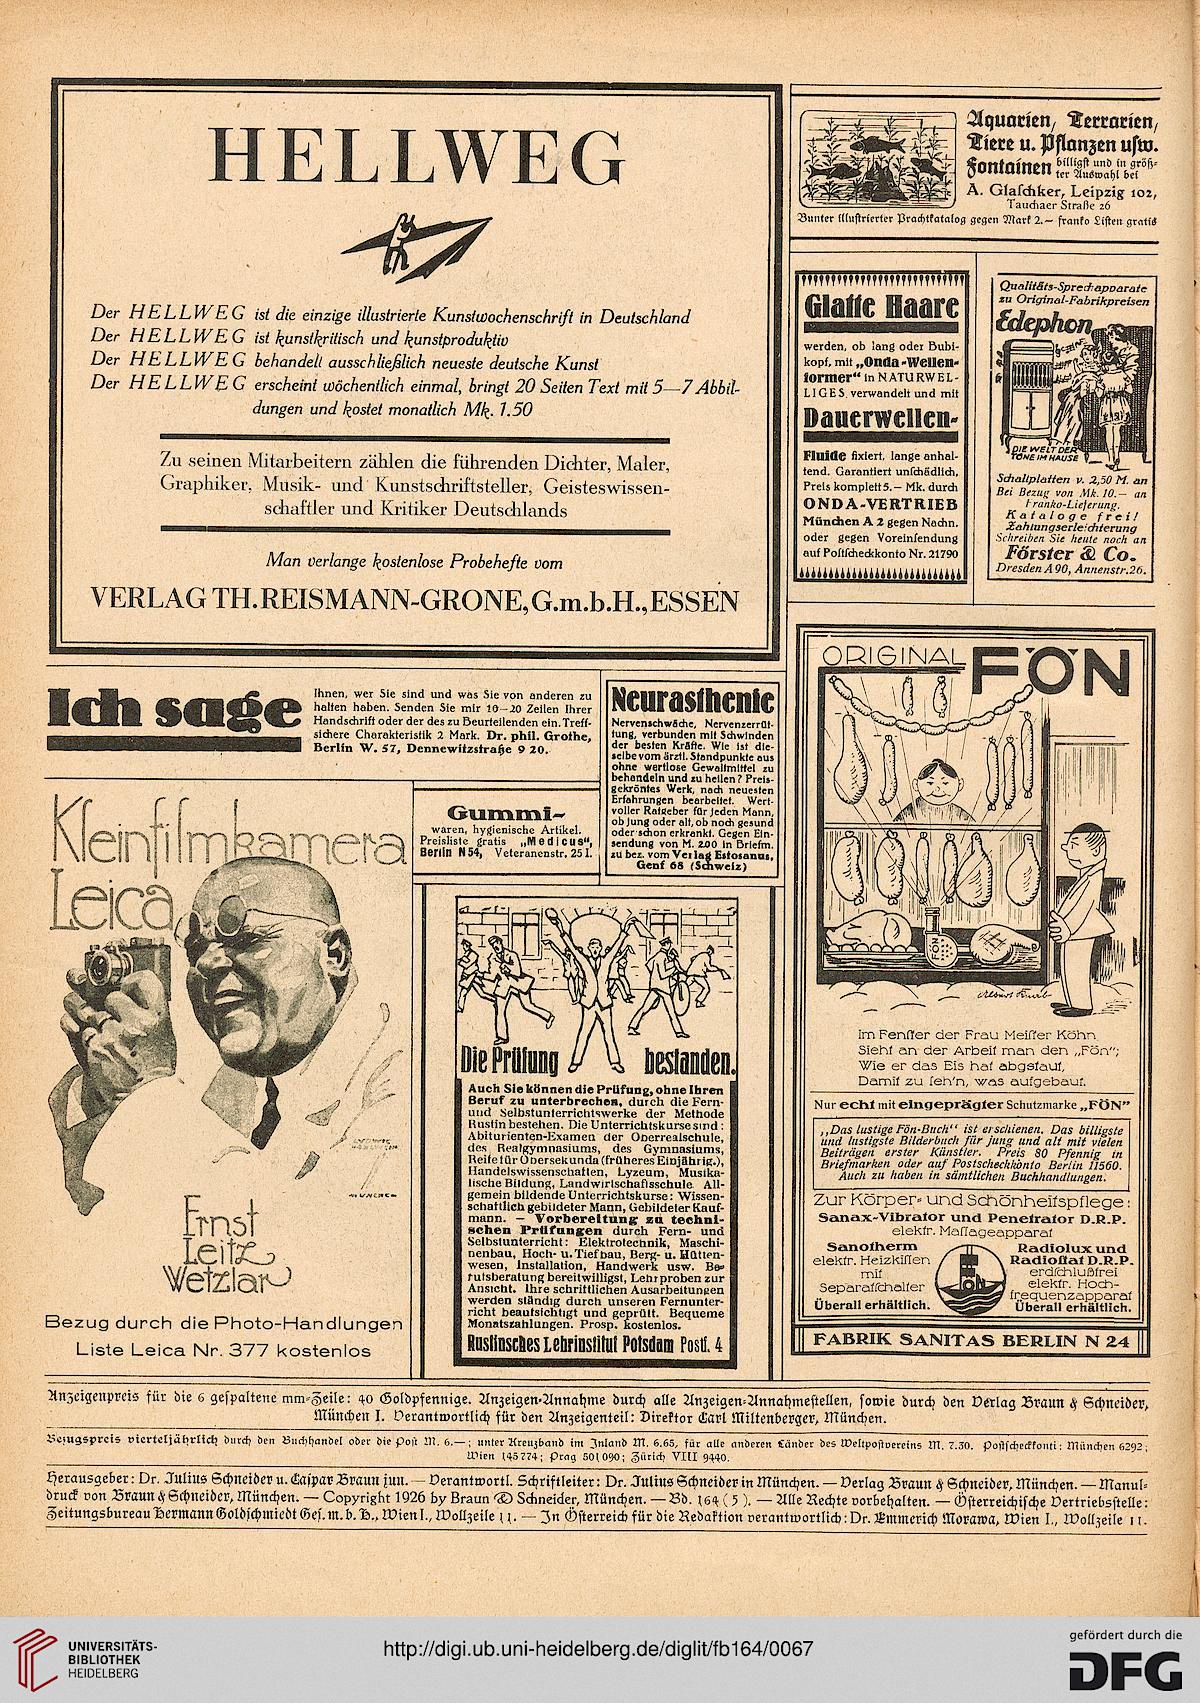 HELLWEG
Der HELLWEG ist die einzige illustrierte Kunstwochenschrift in Deutschland
Der HELLWEG ist kunstkritisch und kunstproduktiv
Der HELLWEG behandelt ausschließlich neueste deutsche Kunst
Der HELLWEG erscheint wöchentlich einmal, bringt 20 Seiten Text mit 5—7 Abbil-
dungen und kostet monatlich Mk. 1.50
Zu seinen Mitarbeitern zählen die führenden Dichter, Maler,
Graphiker, Musik- und Kunstschriftsteller, Geisteswissen-
schaftler und Kritiker Deutschlands
Man verlange kostenlose Probehefte vom
VERLAG TH. REISMANN-GRONE, G.m.b.H., ESSEN
Aquarien, Terrarien,
Tiere u. Pflanzen usw.
Fontainen billigst und in größ-
ter Auswahl bei
A. Glaschker, Leipzig 102,
Tauchaer Straße 26
Bunter illustrierter Prachtkatalog gegen Mark 2.— franko Listen gratis
Glatte Haare
werden, ob lang oder Bubi-
kopf, mit „Onda-Wellen-
former" in NATURWEL-
LIGES verwandelt und mit
Dauerwellen-
Fluide fixiert, lange anhal-
tend. Garantiert unschädlich,
Preis komplett 5.— Mk. durch
ONDA-VERTRIEB
München A 2 gegen Nachn.
oder gegen Voreinsendung
auf Postscheckkonto Nr. 21790
Qualitäts-Sprechapparate
zu Original-Fabrikpreisen
Edephon
DIE WELT DER
TÖNE IM HAUSE
Schallplatten v. 2,50 M. an
Bei Bezug von Mk. 10.— an
Franko-Lieferung.
Kataloge frei!
Zahlungserleichterung
Schreiben Sie heute noch an
Förster & Co.
Dresden A 90, Annenstr. 26.
Ich sage
Ihnen, wer Sie sind und was Sie von anderen zu
halten haben. Senden Sie mir 10—20 Zeilen Ihrer
Handschrift oder der des zu Beurteilenden ein. Treff-
sichere Charakteristik 2 Mark. Dr. phil. Grothe,
Berlin W. 57, Dennewitzstraße 9 20.
Neurasthenie
Nervenschwäche, Nervenzerrüt-
tung, verbunden mit Schwinden
der besten Kräfte. Wie ist die-
selbe vom ärztl. Standpunkte aus
ohne wertlose Gewaltmittel zu
behandeln und zu heilen? Preis-
gekröntes Werk, nach neuesten
Erfahrungen bearbeitet. Wert-
voller Ratgeber für jeden Mann,
ob jung oder alt, ob noch gesund
oder schon erkrankt. Gegen Ein-
sendung von M. 2.00 in Briefm.
zu bez. vom Verlag Estosanus,
Genf 68 (Schweiz)
Kleinfilmkamera
Leica
Ernst
Leitz
Wetzlar
Bezug durch die Photo-Handlungen
Liste Leica Nr. 377 kostenlos
Gummi-
waren, hygienische Artikel.
Preisliste gratis „Medicus",
Berlin N 54, Veteranenstr. 25 I.
Die Prüfung bestanden.
Auch Sie können die Prüfung, ohne Ihren
Beruf zu unterbrechen, durch die Fern-
und Selbstunterrichtswerke der Methode
Rustin bestehen. Die Unterrichtskurse sind:
Abiturienten-Examen der Oberrealschule,
des Realgymnasiums, des Gymnasiums,
Reife für Obersekunda (früheres Einjährig.),
Handelswissenschaften, Lyzeum, Musika-
lische Bildung, Landwirtschaftsschule. All-
gemein bildende Unterrichtskurse: Wissen-
schaftlich gebildeter Mann, Gebildeter Kauf-
mann. — Vorbereitung zu techni-
schen Prüfungen durch Fern- und
Selbstunterricht: Elektrotechnik, Maschi-
nenbau, Hoch- u. Tiefbau, Berg- u. Hütten-
wesen, Installation, Handwerk usw. Be-
rufsberatung bereitwilligst, Lehrproben zur
Ansicht. Ihre schriftlichen Ausarbeitungen
werden ständig durch unseren Fernunter-
richt beaufsichtigt und geprüft. Bequeme
Monatszahlungen. Prosp. kostenlos.
Rustinsches Lehrinstitut Potsdam Postf. 4
ORIGINAL FÖN
FÖN
Im Fenster der Frau Meister Köhn
Sieht an der Arbeit man den „Fön";
Wie er das Eis hat abgetaut,
Damit zu seh'n, was aufgebaut.
Nur echt mit eingeprägter Schutzmarke „FÖN"
„Das lustige Fön-Buch" ist erschienen. Das billigste
und lustigste Bilderbuch für jung und alt mit vielen
Beiträgen erster Künstler. Preis 80 Pfennig in
Briefmarken oder auf Postscheckkonto Berlin 11560.
Auch zu haben in sämtlichen Buchhandlungen.
Zur Körper- und Schönheitspflege:
Sanax-Vibrator und Penetrator D.R.P.
elektr. Massageapparat
Sanotherm
elektr. Heizkissen
mit
Separatschalter
Überall erhältlich.
FÖN
Radiolux und
Radiostat D.R.P.
erdschlußfrei
elektr. Hoch-
frequenzapparat
Überall erhältlich.
FABRIK SANITAS BERLIN N 24
Anzeigenpreis für die 6 gespaltene mm-Zeile: 40 Goldpfennige. Anzeigen-Annahme durch alle Anzeigen-Annahmestellen, sowie durch den Verlag Braun & Schneider,
München I. Verantwortlich für den Anzeigenteil: Direktor Carl Miltenberger, München.
Bezugspreis vierteljährlich durch den Buchhandel oder die Post M. 6.—; unter Kreuzband im Inland M. 6.65, für alle anderen Länder des Weltpostvereins M. 7.30. Postscheckkonti: München 6292;
Wien 145774; Prag 501090; Zürich VIII 9440.
Herausgeber: Dr. Julius Schneider u. Caspar Braun jun. — Verantwortl. Schriftleiter: Dr. Julius Schneider in München. — Verlag Braun & Schneider, München. — Manul-
druck von Braun & Schneider, München. — Copyright 1926 by Braun & Schneider, München. — Bd. 164 (5). — Alle Rechte vorbehalten. — Österreichische Vertriebsstelle:
Zeitungsbureau Hermann Goldschmiedt Ges. m. b. H., Wien I., Wollzeile 11. — In Österreich für die Redaktion verantwortlich: Dr. Emmerich Morawa, Wien I., Wollzeile 11.
UNIVERSITÄTS-
BIBLIOTHEK
HEIDELBERG
http://digi.ub.uni-heidelberg.de/diglit/fb164/0067
gefördert durch die
DFG